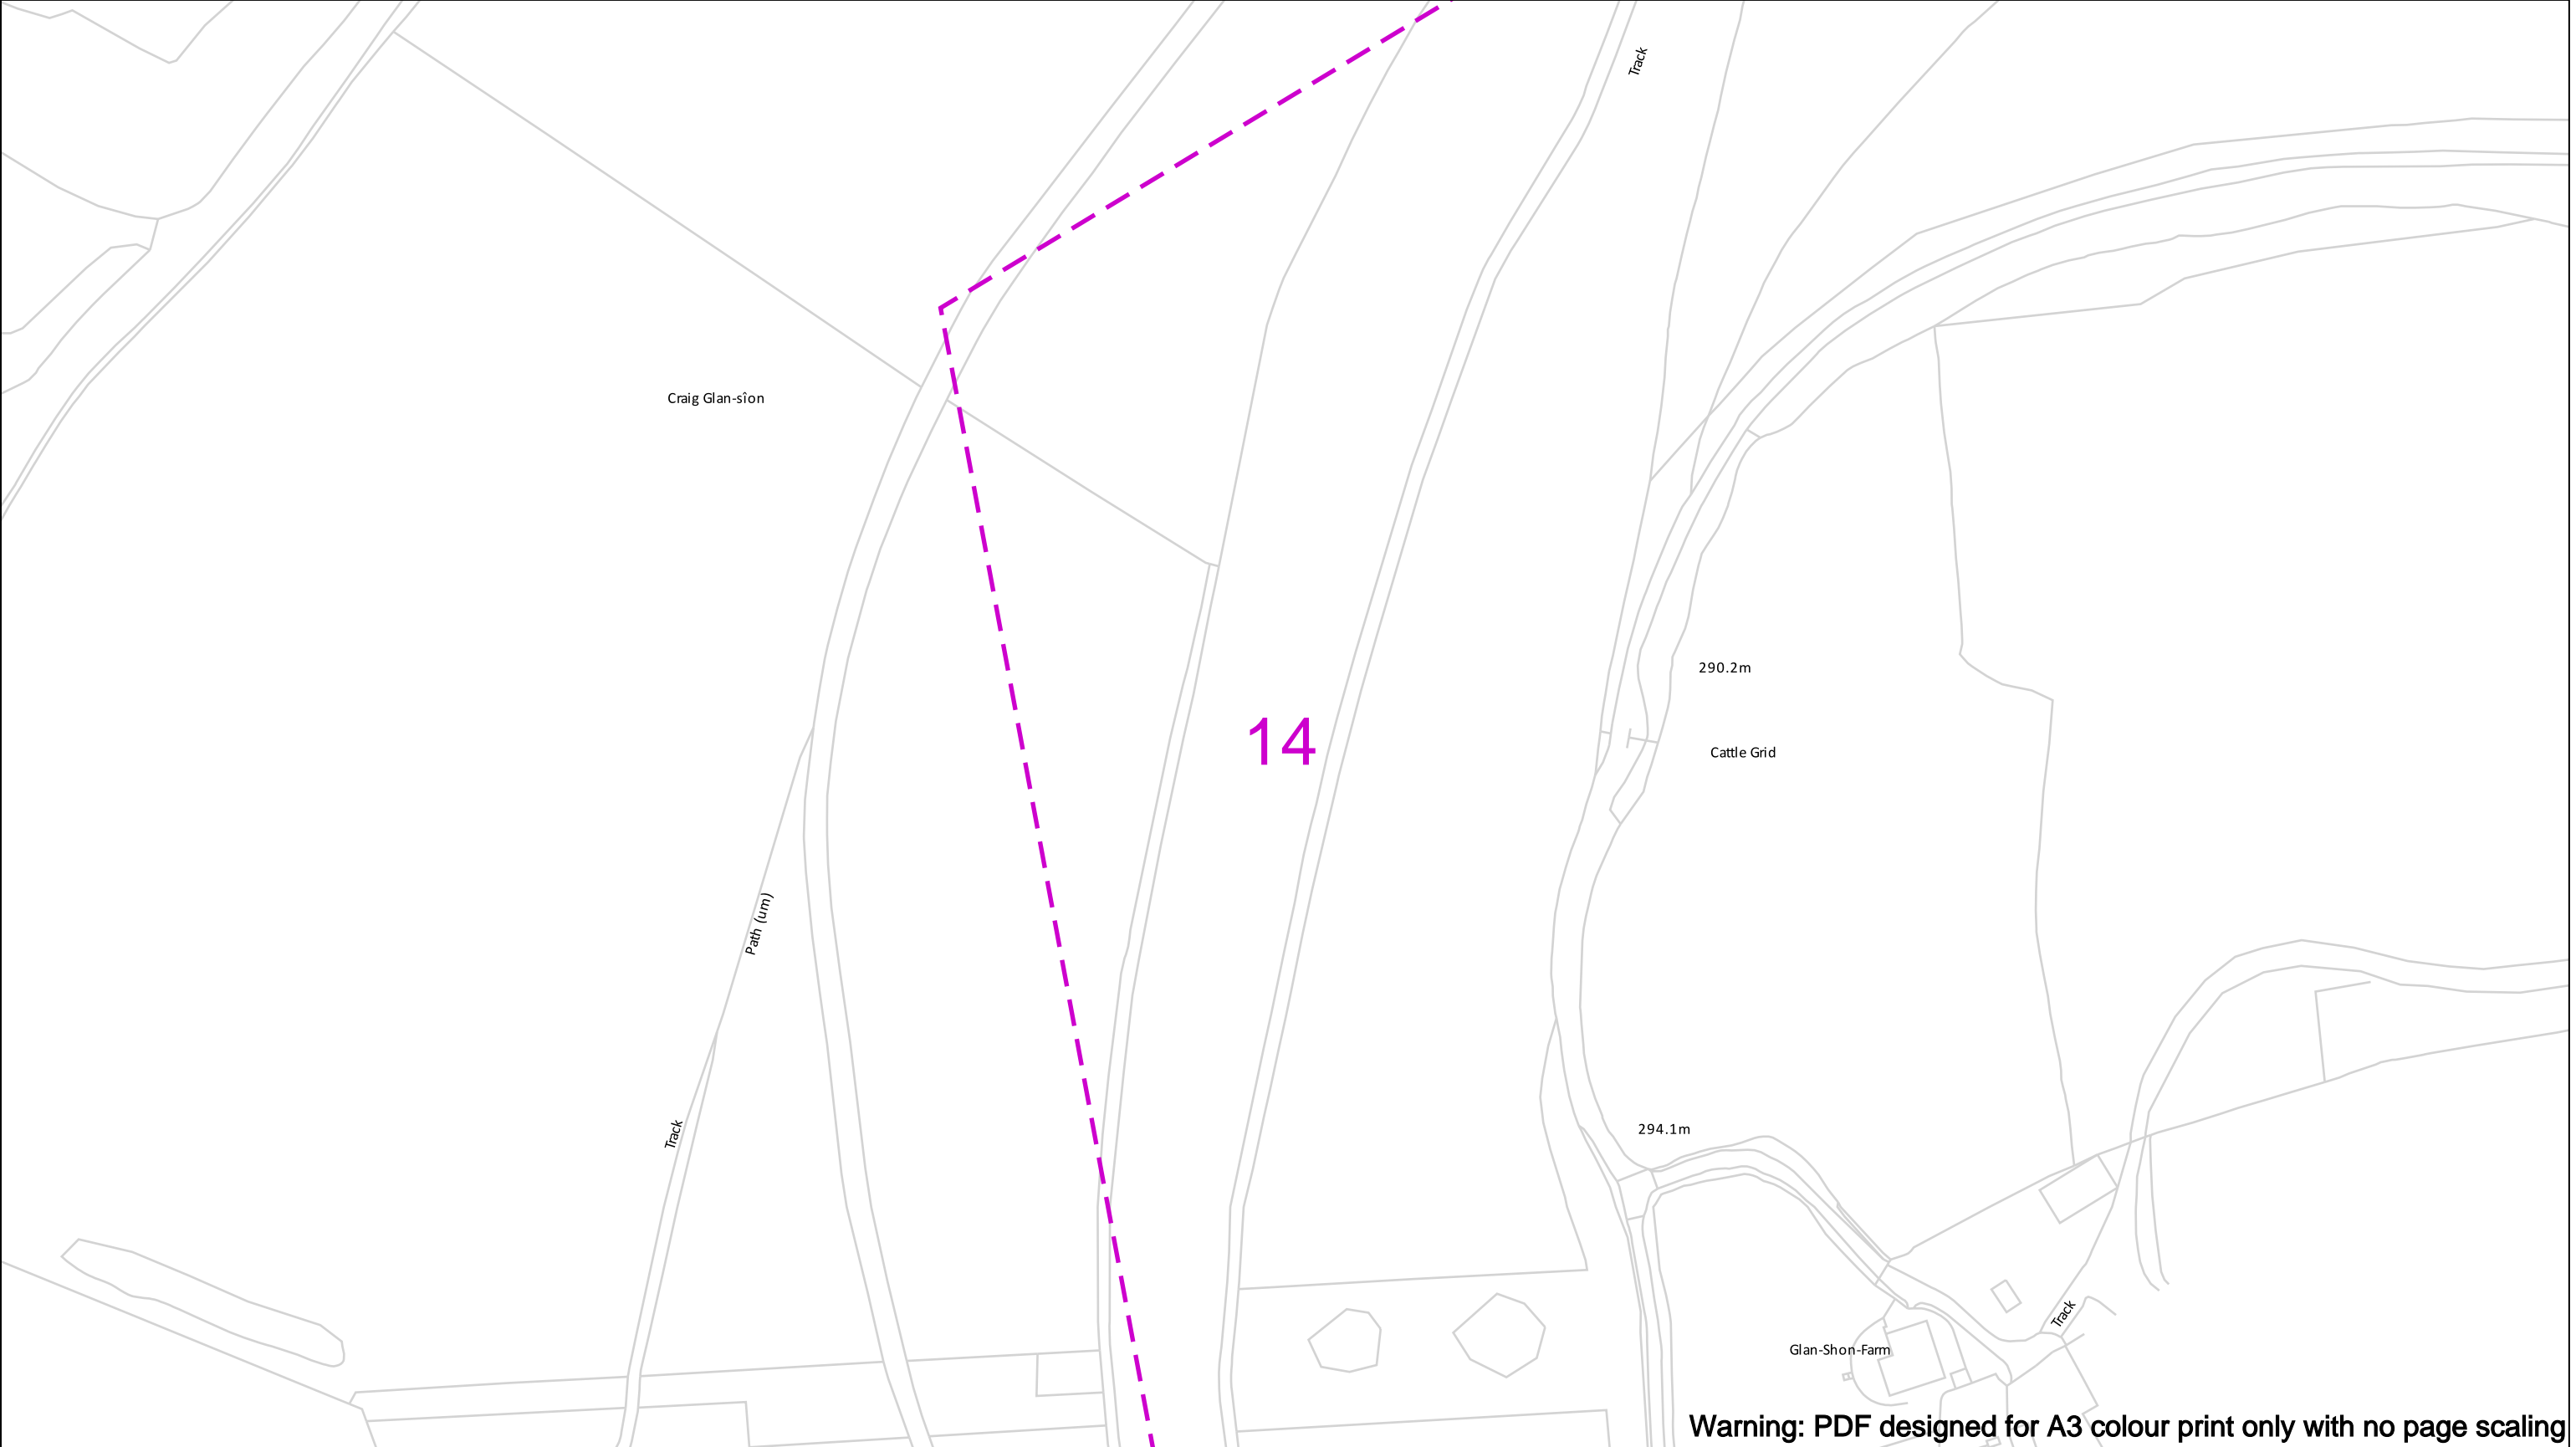 Track
Craig Glan-sîon
290.2m
14
Cattle Grid
Path (um)
Track
294.1m
Track
Glan-Shon-Farm
Warning: PDF designed for A3 colour print only with no page scaling